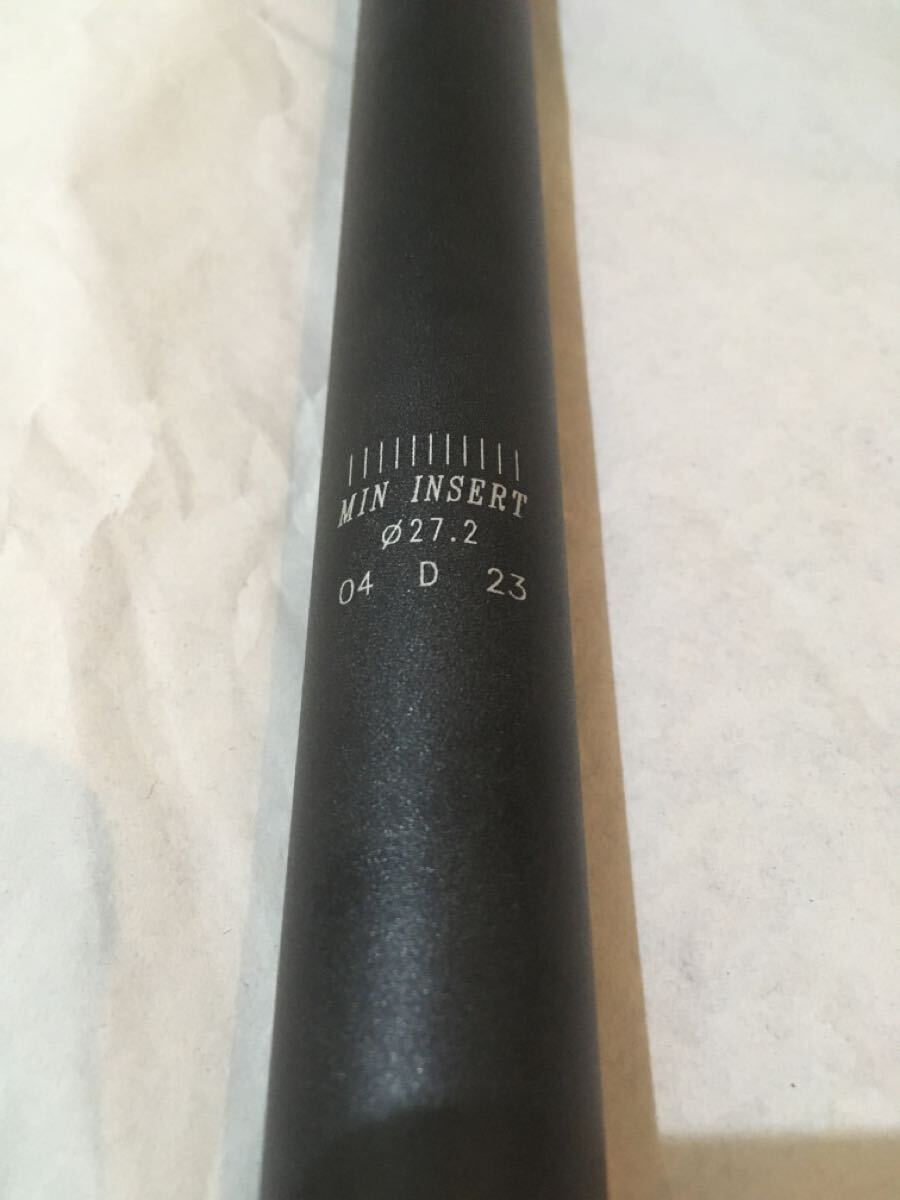 MIN INSERT
Ø27.2
04 D 23